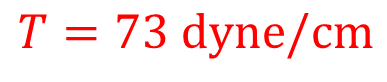 T = 73 dyne/cm